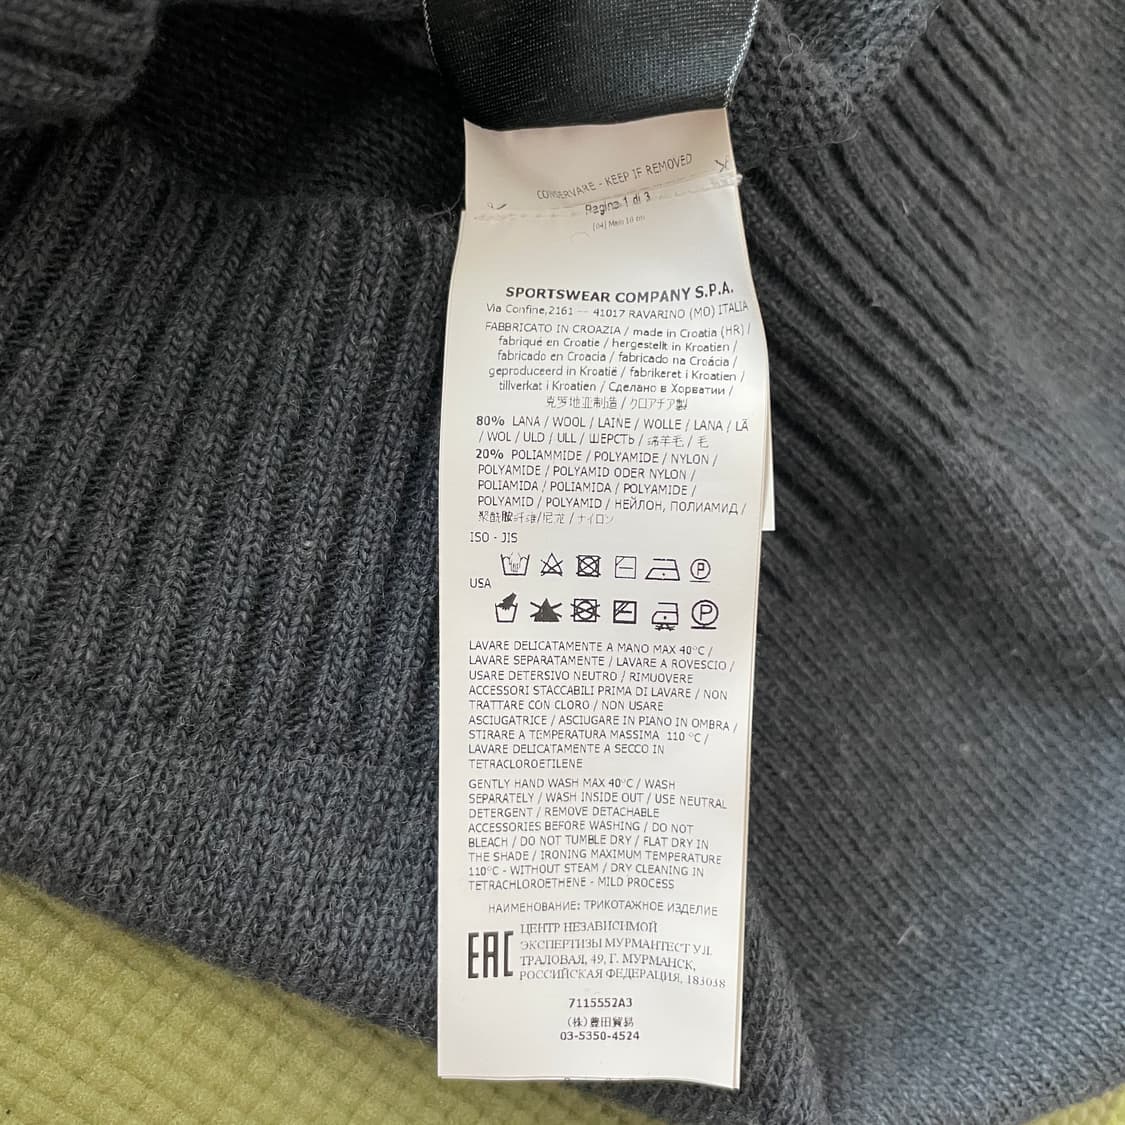 CONSERVARE - KEEP IF REMOVED
Pagina 1 di 3
SPORTSWEAR COMPANY S.P.A.
Via Confine,2161 -- 41017 RAVARINO (MO) ITALIA
FABBRICATO IN CROAZIA / made in Croatia (HR) /
fabriqué en Croatie / hergestellt in Kroatien /
fabricado en Croacia / fabricado na Croácia /
geproduceerd in Kroatië / fabrikeret i Kroatien /
tillverkat i Kroatien / Сделано в Хорватии /
克罗地亚制造 / クロアチア製
80% LANA / WOOL / LAINE / WOLLE / LANA / LÃ
/ WOL / ULD / ULL / ШЕРСТЬ / 绵羊毛 / 毛
20% POLIAMMIDE / POLYAMIDE / NYLON /
POLYAMIDE / POLYAMID ODER NYLON /
POLIAMIDA / POLIAMIDA / POLYAMIDE /
POLYAMID / POLYAMID / НЕЙЛОН, ПОЛИАМИД /
聚酰胺纤维/尼龙 / ナイロン
ISO - JIS
USA
LAVARE DELICATAMENTE A MANO MAX 40°C /
LAVARE SEPARATAMENTE / LAVARE A ROVESCIO /
USARE DETERSIVO NEUTRO / RIMUOVERE
ACCESSORI STACCABILI PRIMA DI LAVARE / NON
TRATTARE CON CLORO / NON USARE
ASCIUGATRICE / ASCIUGARE IN PIANO IN OMBRA /
STIRARE A TEMPERATURA MASSIMA 110 °C /
LAVARE DELICATAMENTE A SECCO IN
TETRACLOROETILENE
GENTLY HAND WASH MAX 40°C / WASH
SEPARATELY / WASH INSIDE OUT / USE NEUTRAL
DETERGENT / REMOVE DETACHABLE
ACCESSORIES BEFORE WASHING / DO NOT
BLEACH / DO NOT TUMBLE DRY / FLAT DRY IN
THE SHADE / IRONING MAXIMUM TEMPERATURE
110°C - WITHOUT STEAM / DRY CLEANING IN
TETRACHLOROETHENE - MILD PROCESS
НАИМЕНОВАНИЕ: ТРИКОТАЖНОЕ ИЗДЕЛИЕ
EAC
ЦЕНТР НЕЗАВИСИМОЙ
ЭКСПЕРТИЗЫ МУРМАНТЕСТ УЛ.
ТРАЛОВАЯ, 49, Г. МУРМАНСК,
РОССИЙСКАЯ ФЕДЕРАЦИЯ, 183038
7115552A3
(株)豊田貿易
03-5350-4524